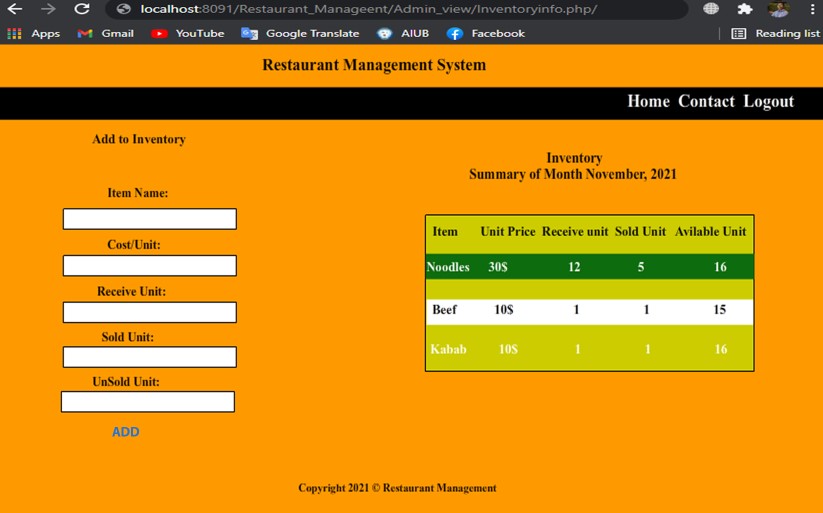 localhost:8091/Restaurant_Manageent/Admin_view/Inventoryinfo.php/
Apps Gmail YouTube Google Translate AIUB Facebook Reading list
Restaurant Management System
Home Contact Logout
Add to Inventory
Item Name:
Cost/Unit:
Receive Unit:
Sold Unit:
UnSold Unit:
ADD
Inventory
Summary of Month November, 2021
Item Unit Price Receive unit Sold Unit Avilable Unit
Noodles 30$ 12 5 16
Beef 10$ 1 1 15
Kabab 10$ 1 1 16
Copyright 2021 © Restaurant Management